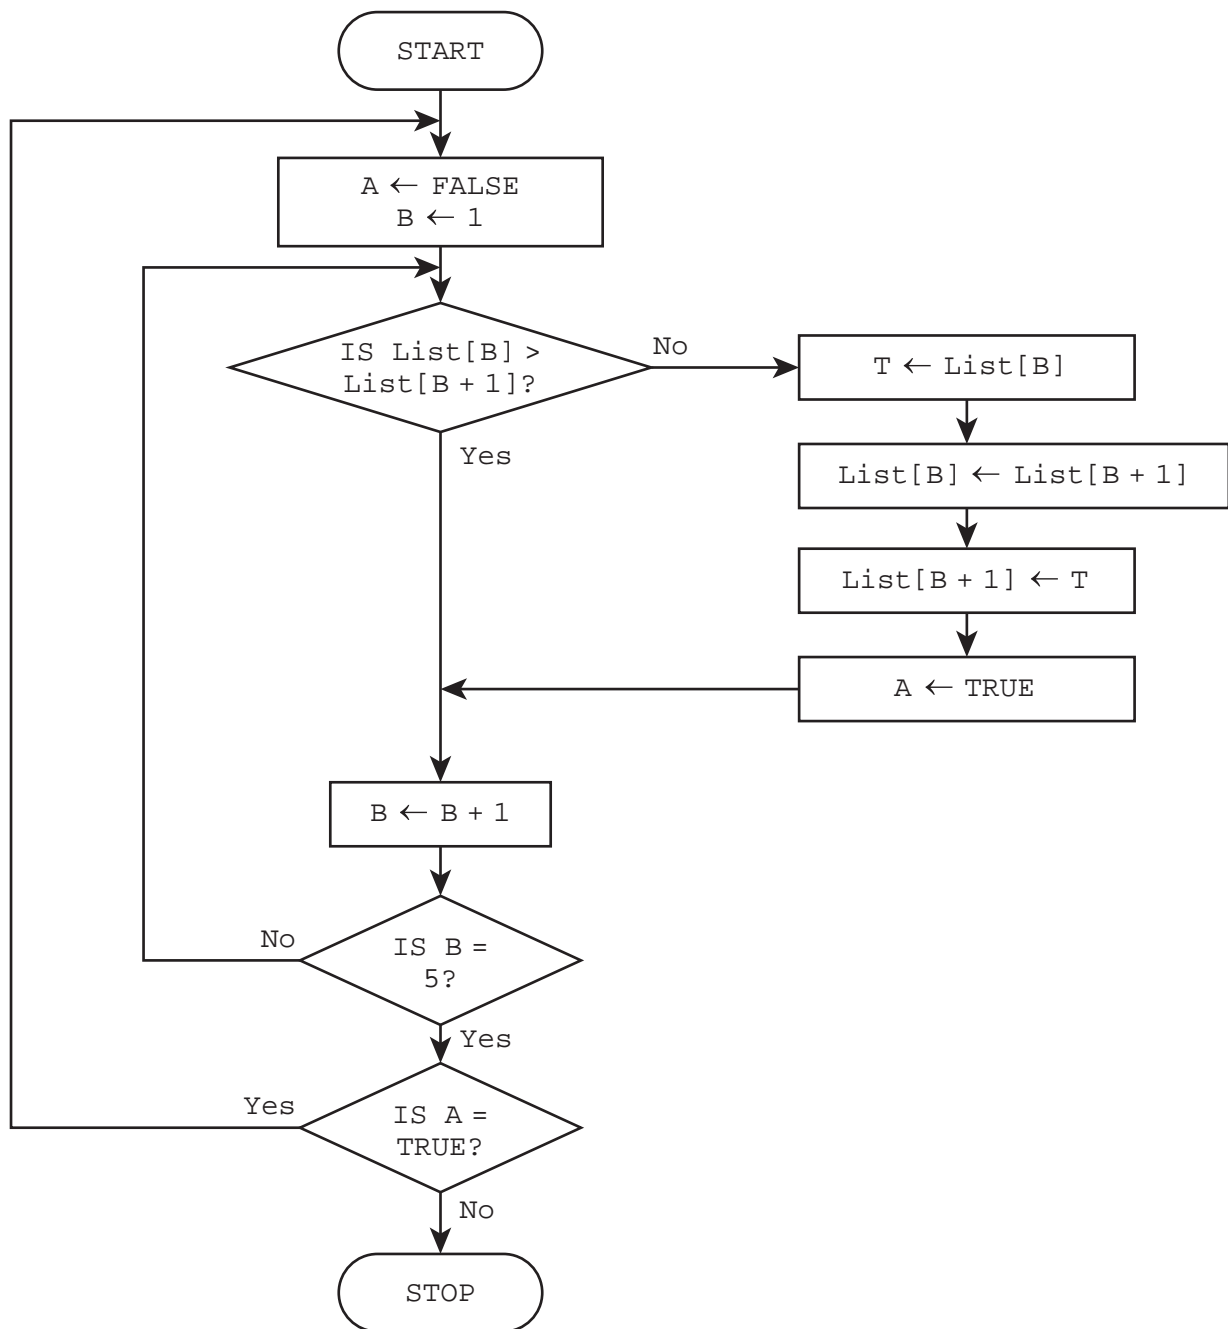 START
A ← FALSE
B ← 1
IS List[B] >
List[B + 1]?
No
T ← List[B]
Yes
List[B] ← List[B + 1]
List[B + 1] ← T
A ← TRUE
B ← B + 1
No
IS B =
5?
Yes
Yes
IS A =
TRUE?
No
STOP